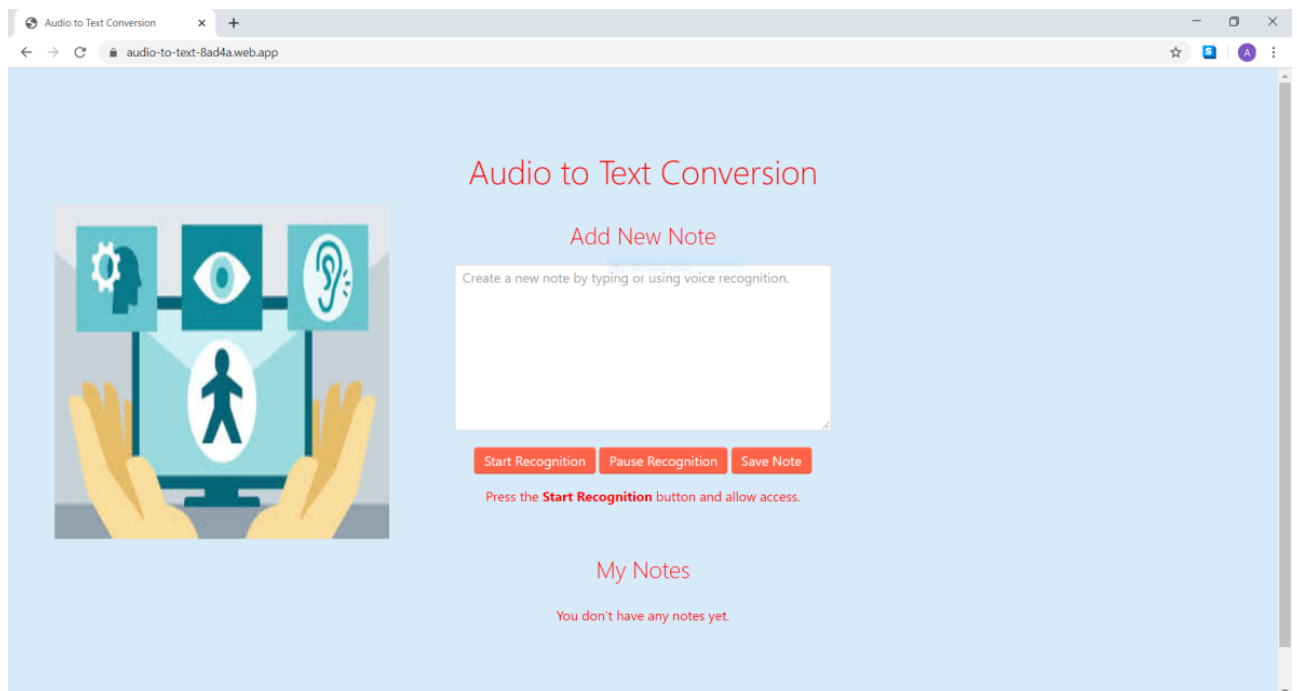 Audio to Text Conversion
audio-to-text-8ad4a.web.app
A
Audio to Text Conversion
Add New Note
Create a new note by typing or using voice recognition.
Start Recognition Pause Recognition Save Note
Press the Start Recognition button and allow access.
My Notes
You don't have any notes yet.